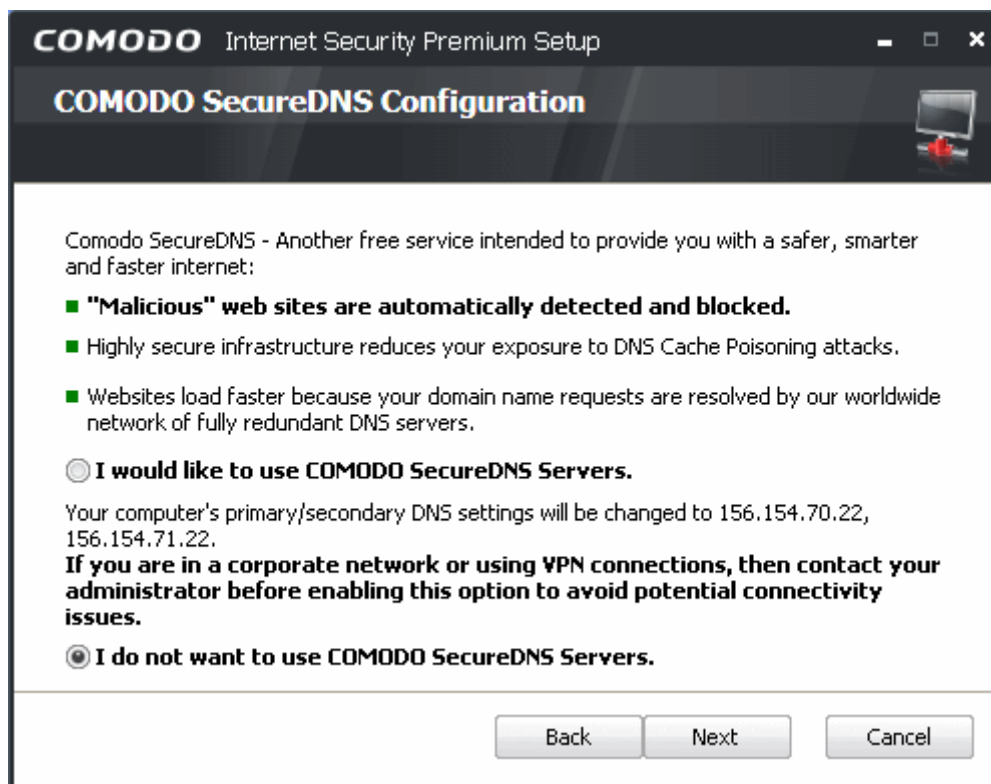 COMODO Internet Security Premium Setup
COMODO SecureDNS Configuration
Comodo SecureDNS - Another free service intended to provide you with a safer, smarter
and faster internet:
"Malicious" web sites are automatically detected and blocked.
Highly secure infrastructure reduces your exposure to DNS Cache Poisoning attacks.
Websites load faster because your domain name requests are resolved by our worldwide
network of fully redundant DNS servers.
I would like to use COMODO SecureDNS Servers.
Your computer's primary/secondary DNS settings will be changed to 156.154.70.22,
156.154.71.22.
If you are in a corporate network or using VPN connections, then contact your
administrator before enabling this option to avoid potential connectivity
issues.
I do not want to use COMODO SecureDNS Servers.
Back Next Cancel